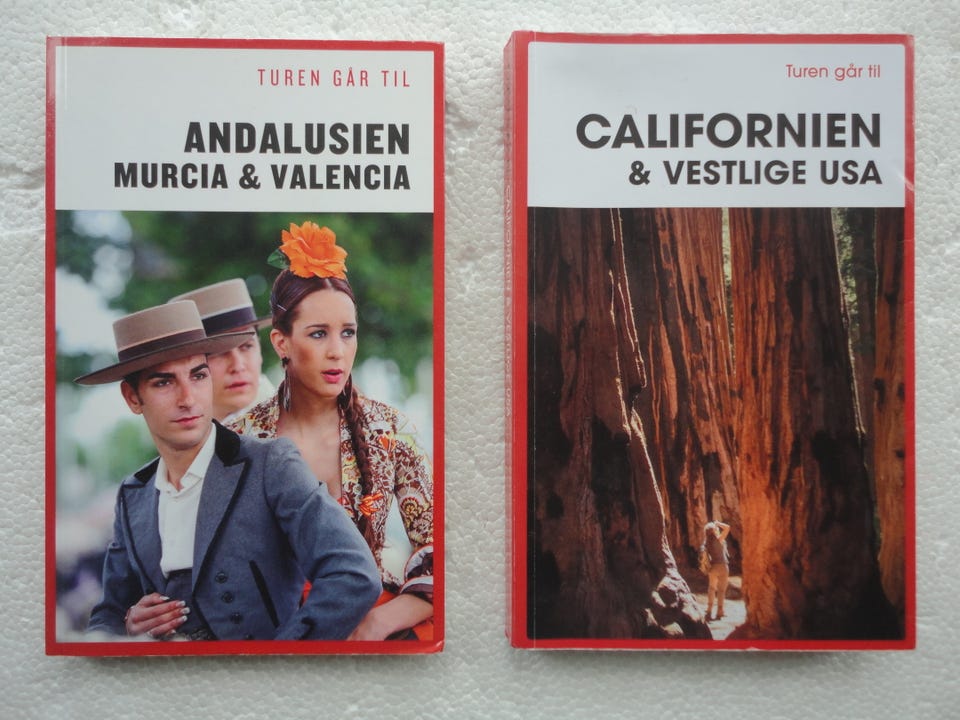 TUREN GÅR TIL
ANDALUSIEN
MURCIA & VALENCIA
Turen går til
CALIFORNIEN
& VESTLIGE USA